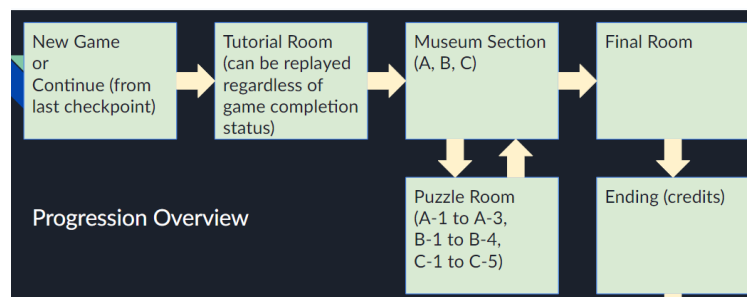 New Game
or
Continue (from
last checkpoint)
Tutorial Room
(can be replayed
regardless of
game completion
status)
Museum Section
(A, B, C)
Final Room
Puzzle Room
(A-1 to A-3,
B-1 to B-4,
C-1 to C-5)
Ending (credits)
Progression Overview